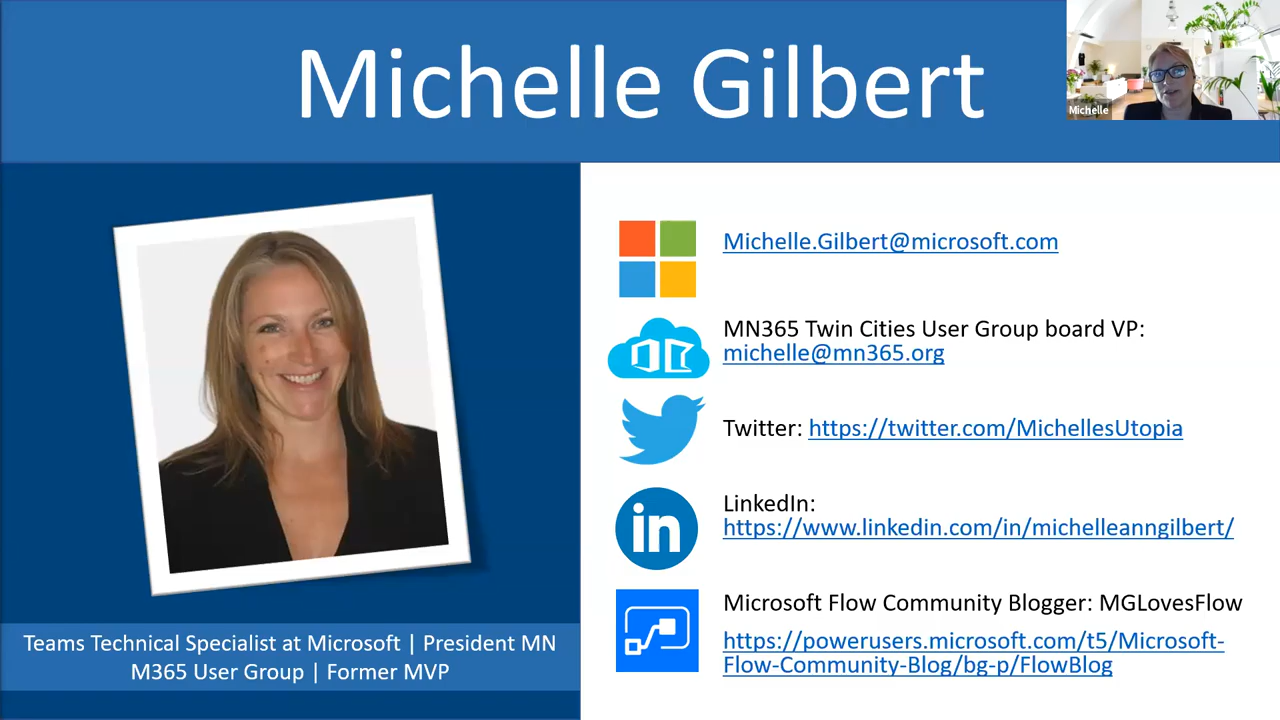 Michelle Gilbert
Michelle
Michelle.Gilbert@microsoft.com
MN365 Twin Cities User Group board VP:
michelle@mn365.org
Twitter: https://twitter.com/MichellesUtopia
in
LinkedIn:
https://www.linkedin.com/in/michelleanngilbert/
Microsoft Flow Community Blogger: MGLovesFlow
https://powerusers.microsoft.com/t5/Microsoft-
Flow-Community-Blog/bg-p/FlowBlog
Teams Technical Specialist at Microsoft | President MN
M365 User Group | Former MVP